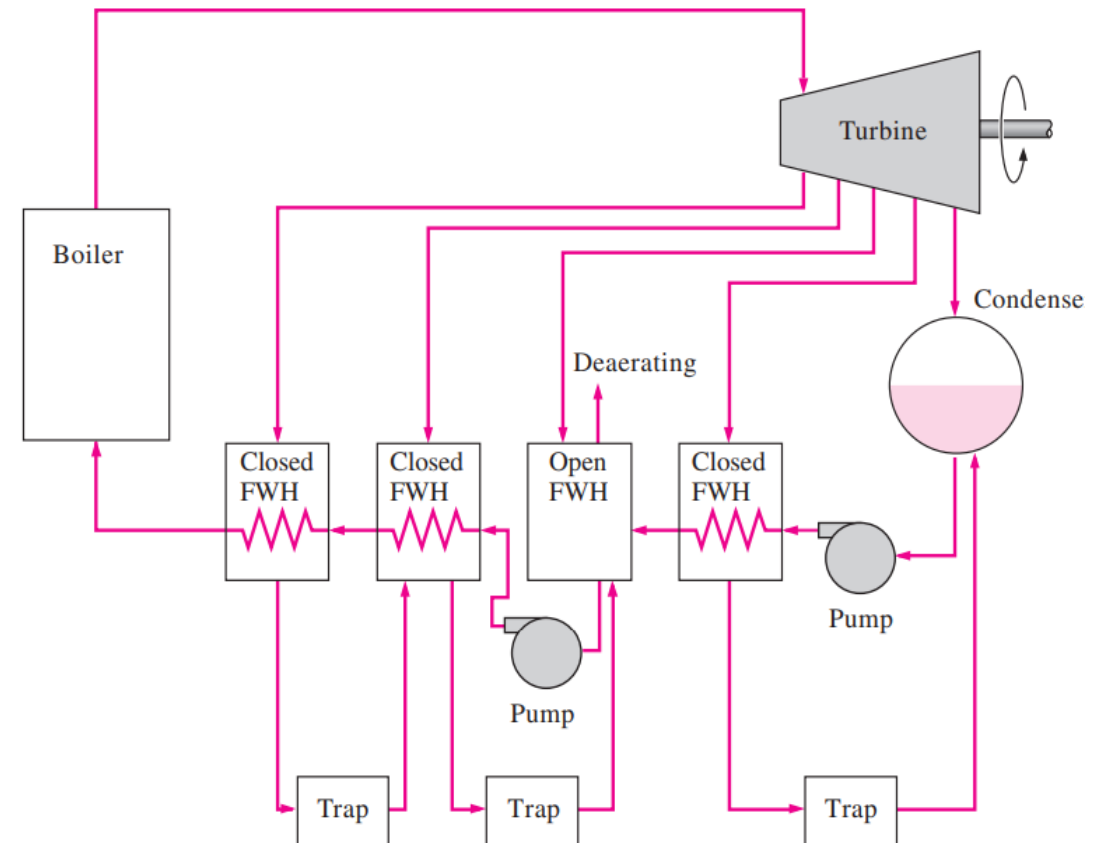 Turbine
Boiler
Condense
Deaerating
Closed
FWH
Closed
FWH
Open
FWH
Closed
FWH
Pump
Pump
Trap
Trap
Trap